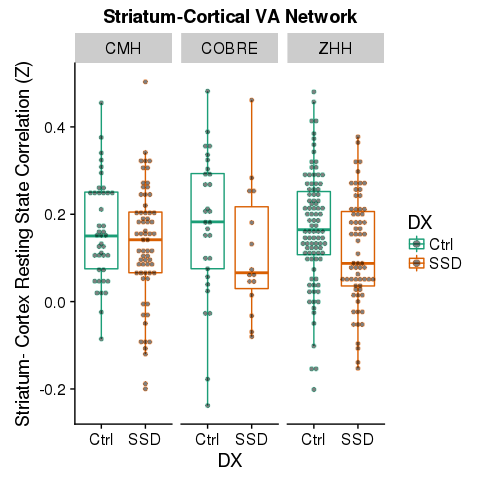 Striatum-Cortical VA Network
CMH COBRE ZHH
Striatum- Cortex Resting State Correlation (Z)
0.4
0.2
0.0
-0.2
Ctrl SSD Ctrl SSD Ctrl SSD
DX
DX
Ctrl
SSD